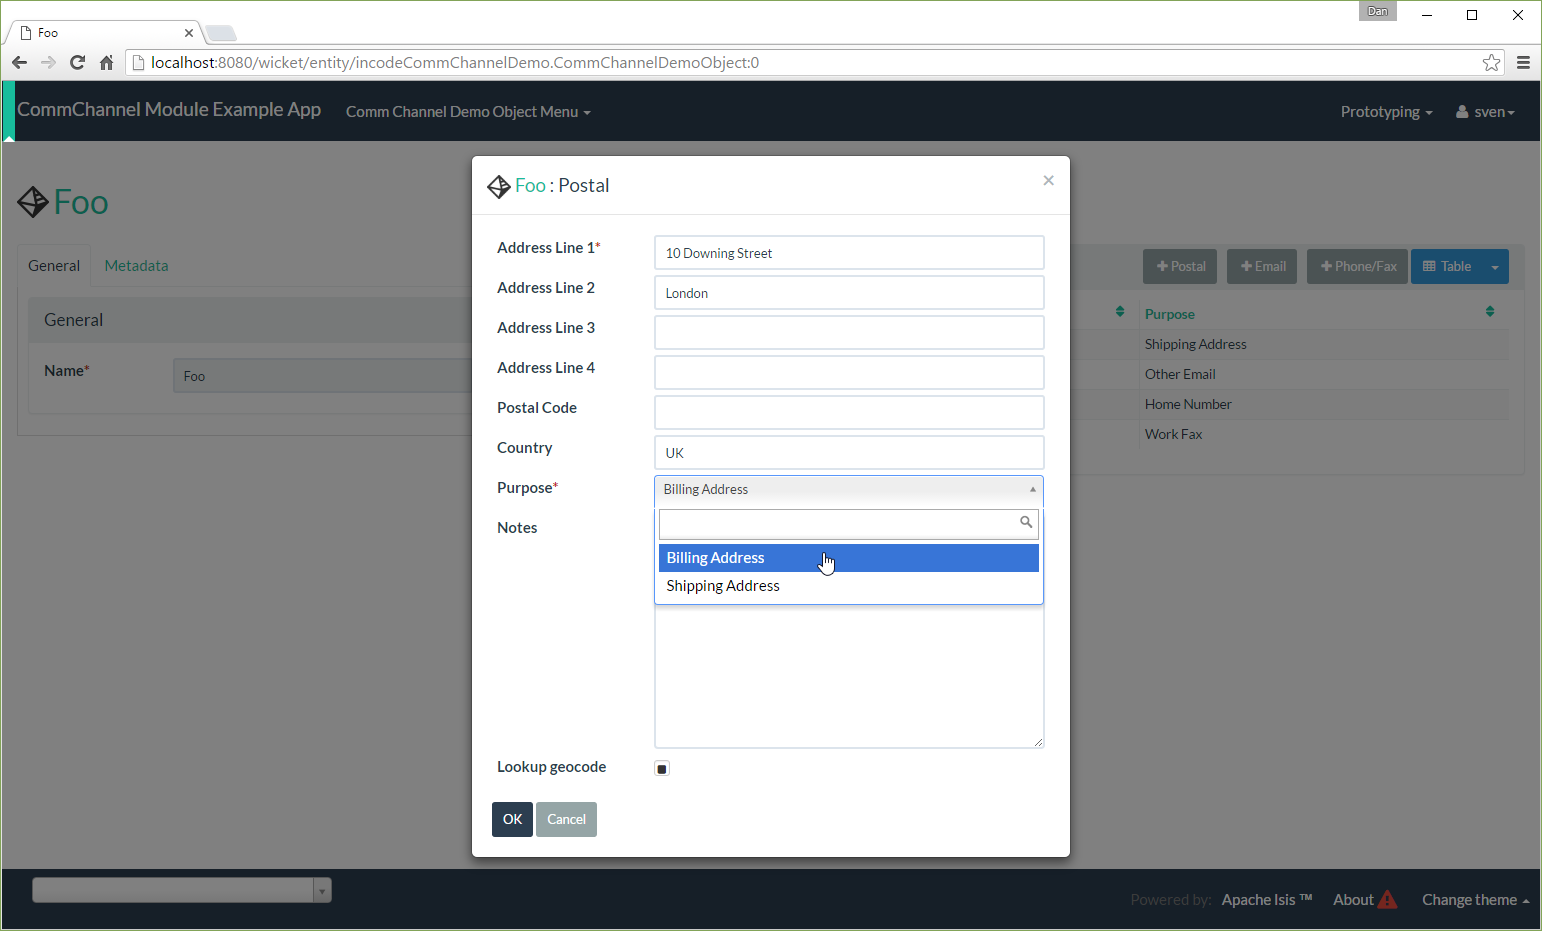 Dan
Foo
localhost:8080/wicket/entity/incodeCommChannelDemo.CommChannelDemoObject:0
CommChannel Module Example App Comm Channel Demo Object Menu Prototyping sven
Foo : Postal
Foo
Address Line 1* 10 Downing Street
General Metadata
+ Postal + Email + Phone/Fax Table
Address Line 2 London
General
Purpose
Address Line 3
Shipping Address
Address Line 4
Name* Foo
Other Email
Postal Code
Home Number
Work Fax
Country UK
Purpose* Billing Address
Notes
Billing Address
Shipping Address
Lookup geocode
OK Cancel
Powered by: Apache Isis ™ About Change theme